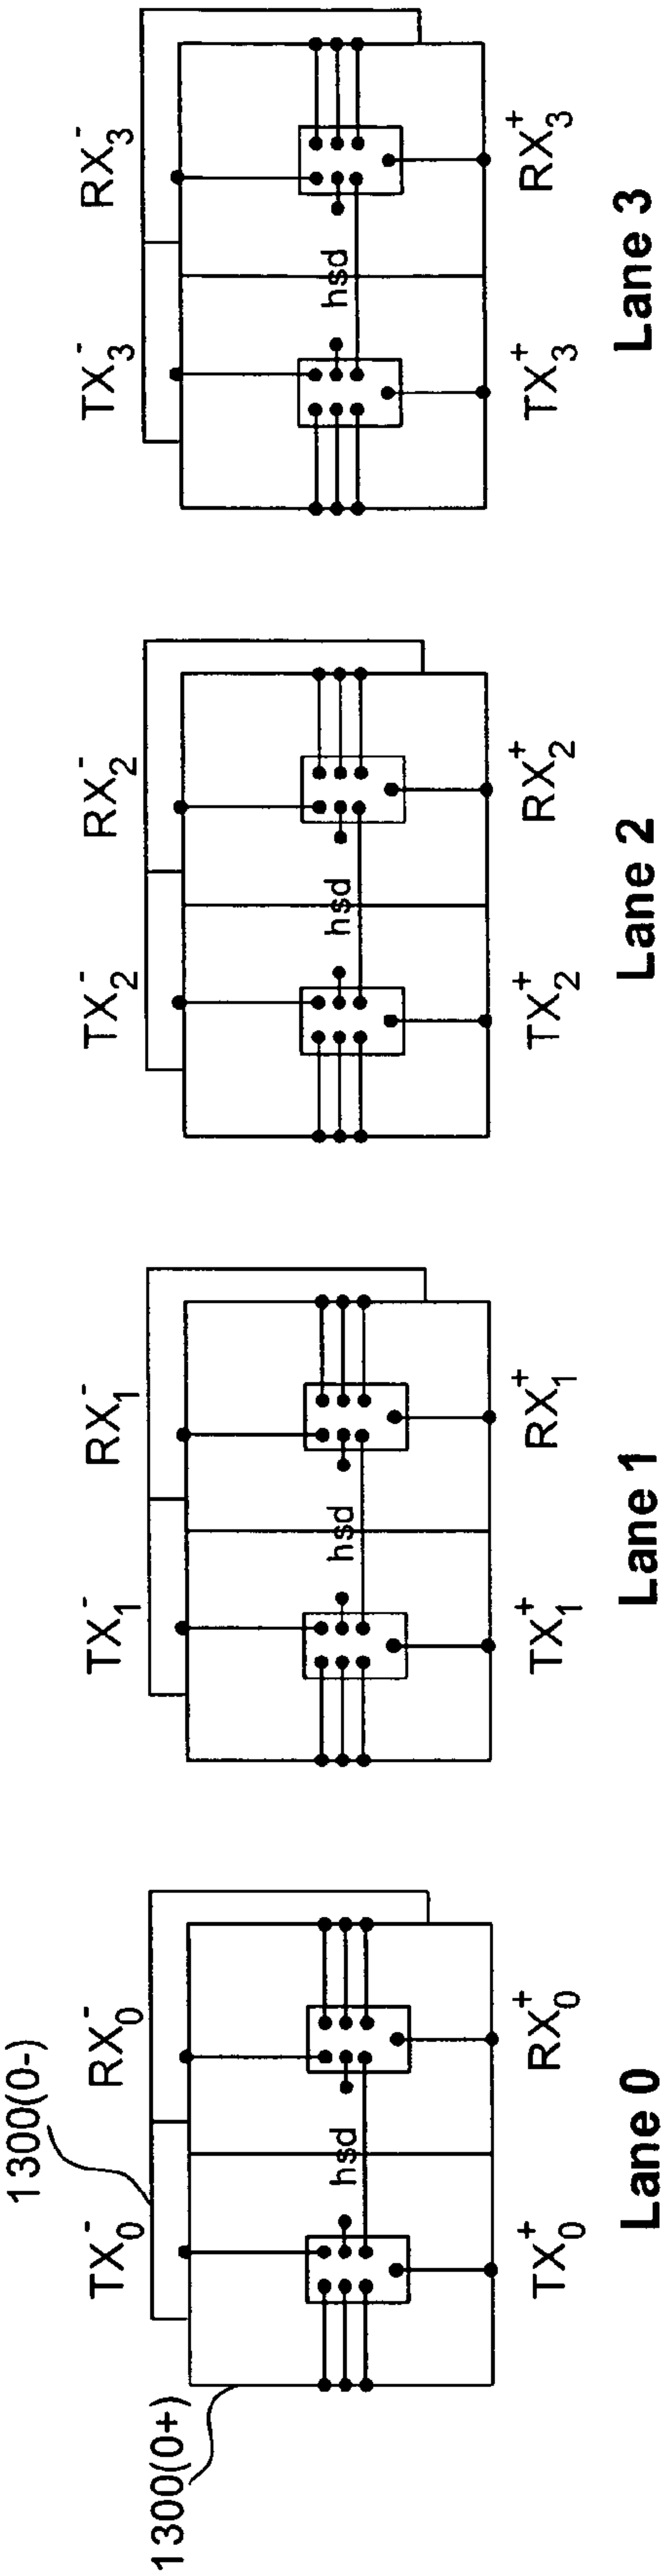 1300(0-)
TX₀⁻ RX₀⁻ TX₁⁻ RX₁⁻ TX₂⁻ RX₂⁻ TX₃⁻ RX₃⁻
1300(0+)
hsd hsd hsd hsd
TX₀⁺ RX₀⁺ TX₁⁺ RX₁⁺ TX₂⁺ RX₂⁺ TX₃⁺ RX₃⁺
Lane 0 Lane 1 Lane 2 Lane 3